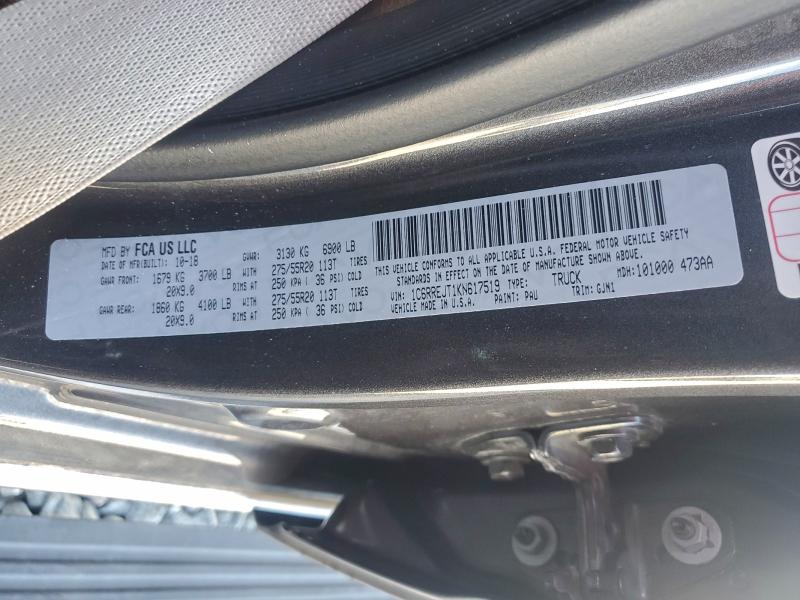 MFD BY FCA US LLC
DATE OF MFR(BUILT): 10-18 GVWR: 3130 KG 6900 LB
GAWR FRONT: 1679 KG 3700 LB WITH 275/55R20 113T TIRES
20X9.0 RIMS AT 250 KPA ( 36 PSI) COLD
GAWR REAR: 1860 KG 4100 LB WITH 275/55R20 113T TIRES
20X9.0 RIMS AT 250 KPA ( 36 PSI) COLD
THIS VEHICLE CONFORMS TO ALL APPLICABLE U.S.A. FEDERAL MOTOR VEHICLE SAFETY
STANDARDS IN EFFECT ON THE DATE OF MANUFACTURE SHOWN ABOVE.
VIN: 1C6RREJT1KN617519 TYPE: TRUCK MDH: 101000 473AA
VEHICLE MADE IN U.S.A. PAINT: PAU TRIM: GJN1